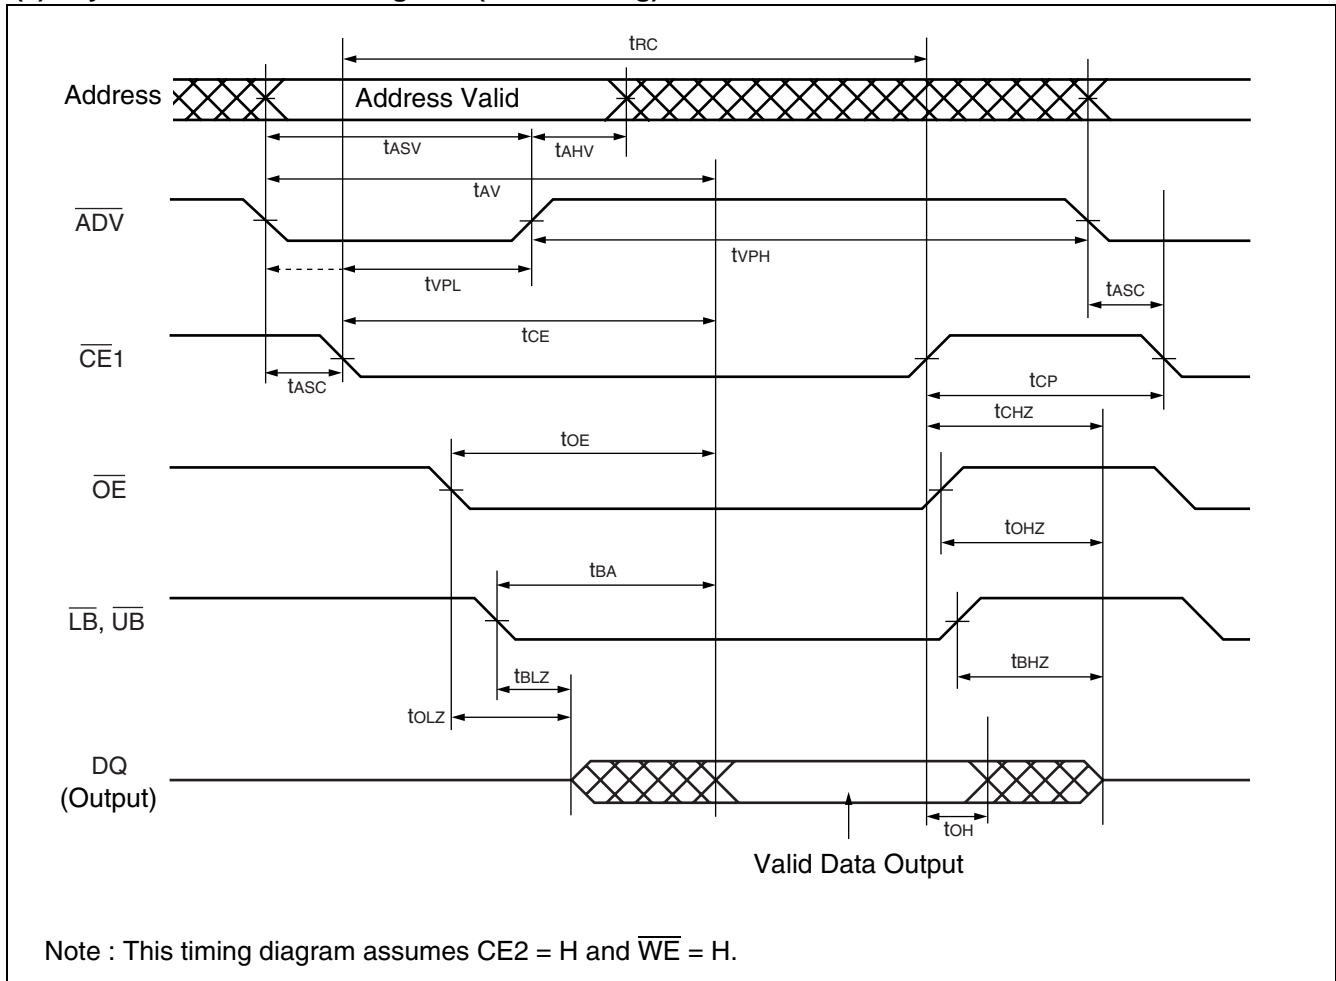 tRC
Address
Address Valid
tASV
tAHV
tAV
ADV
tVPH
tVPL
tASC
tCE
CE1
tASC
tCP
tCHZ
tOE
OE
tOHZ
tBA
LB, UB
tBLZ
tBHZ
tOLZ
DQ
(Output)
tOH
Valid Data Output
Note : This timing diagram assumes CE2 = H and WE = H.